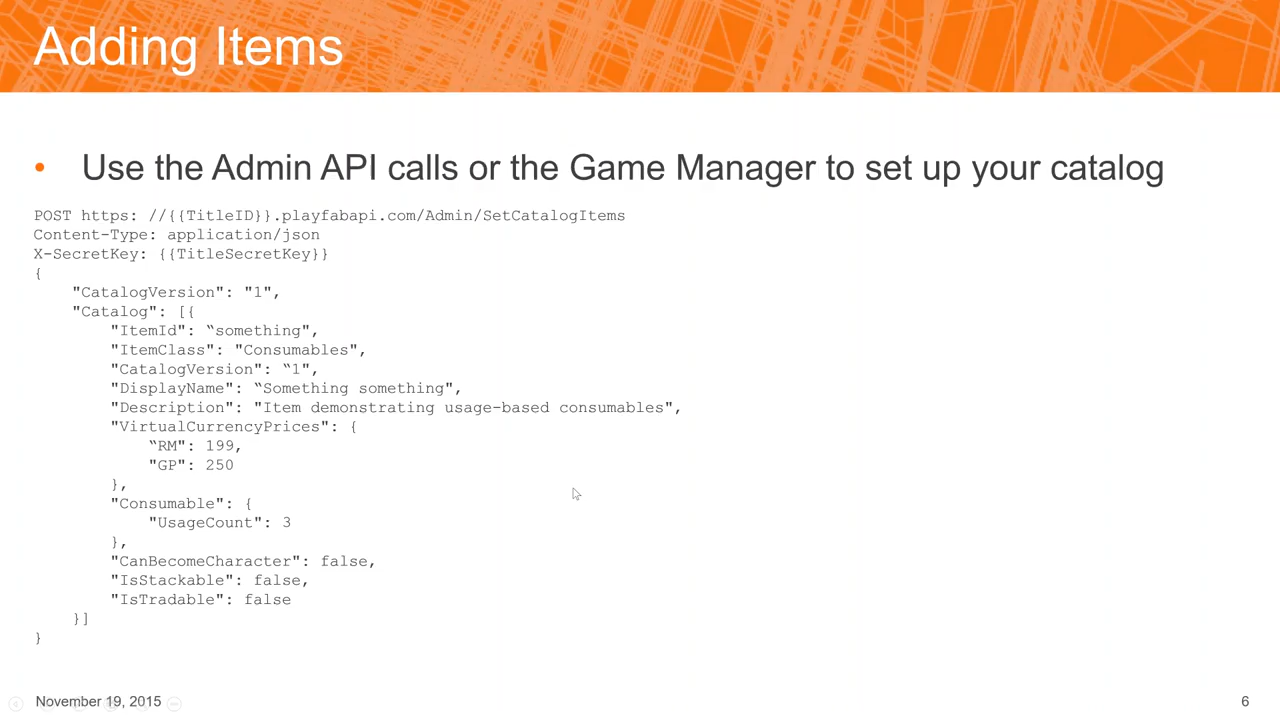 Adding Items
• Use the Admin API calls or the Game Manager to set up your catalog
POST https: //{{TitleID}}.playfabapi.com/Admin/SetCatalogItems
Content-Type: application/json
X-SecretKey: {{TitleSecretKey}}
{
    "CatalogVersion": "1",
    "Catalog": [{
        "ItemId": “something",
        "ItemClass": "Consumables",
        "CatalogVersion": “1",
        "DisplayName": “Something something",
        "Description": "Item demonstrating usage-based consumables",
        "VirtualCurrencyPrices": {
            “RM": 199,
            "GP": 250
        },
        "Consumable": {
            "UsageCount": 3
        },
        "CanBecomeCharacter": false,
        "IsStackable": false,
        "IsTradable": false
    }]
}
November 19, 2015
6